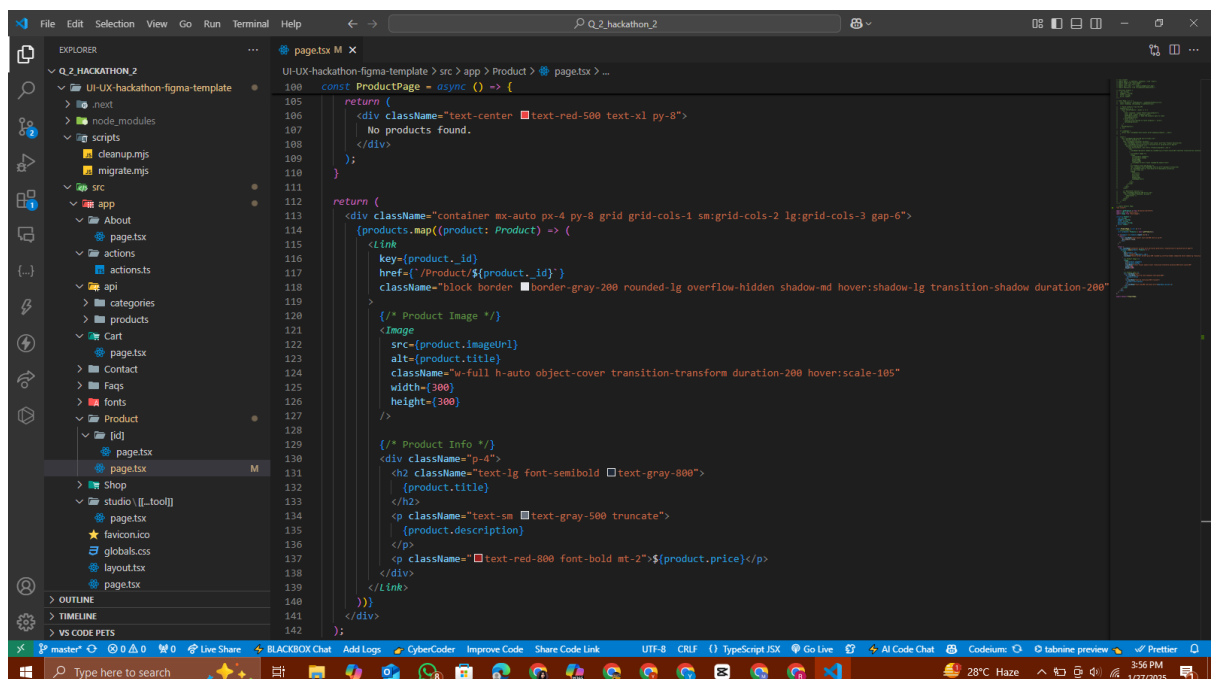 File Edit Selection View Go Run Terminal Help
Q_2_hackathon_2
EXPLORER
page.tsx M
Q_2_HACKATHON_2
UI-UX-hackathon-figma-template
.next
node_modules
scripts
cleanup.mjs
migrate.mjs
src
app
About
page.tsx
actions
actions.ts
api
categories
products
Cart
page.tsx
Contact
Faqs
fonts
Product
[id]
page.tsx
page.tsx M
Shop
studio \ [[...tool]]
page.tsx
favicon.ico
globals.css
layout.tsx
page.tsx
OUTLINE
TIMELINE
VS CODE PETS
UI-UX-hackathon-figma-template > src > app > Product > page.tsx > ...
100 const ProductPage = async () => {
105 return (
106 <div className="text-center text-red-500 text-xl py-8">
107 No products found.
108 </div>
109 );
110 }
111
112 return (
113 <div className="container mx-auto px-4 py-8 grid grid-cols-1 sm:grid-cols-2 lg:grid-cols-3 gap-6">
114 {products.map((product: Product) => (
115 <Link
116 key={product._id}
117 href={`/Product/${product._id}`}
118 className="block border border-gray-200 rounded-lg overflow-hidden shadow-md hover:shadow-lg transition-shadow duration-200"
119 >
120 {/* Product Image */}
121 <Image
122 src={product.imageUrl}
123 alt={product.title}
124 className="w-full h-auto object-cover transition-transform duration-200 hover:scale-105"
125 width={300}
126 height={300}
127 />
128
129 {/* Product Info */}
130 <div className="p-4">
131 <h2 className="text-lg font-semibold text-gray-800">
132 {product.title}
133 </h2>
134 <p className="text-sm text-gray-500 truncate">
135 {product.description}
136 </p>
137 <p className="text-red-800 font-bold mt-2">${product.price}</p>
138 </div>
139 </Link>
140 ))}
141 </div>
142 );
master* 0 0 0 Live Share BLACKBOX Chat Add Logs CyberCoder Improve Code Share Code Link UTF-8 CRLF {} TypeScript JSX Go Live AI Code Chat Codeium: tabnine preview Prettier
Type here to search 28°C Haze 3:56 PM
1/27/2025